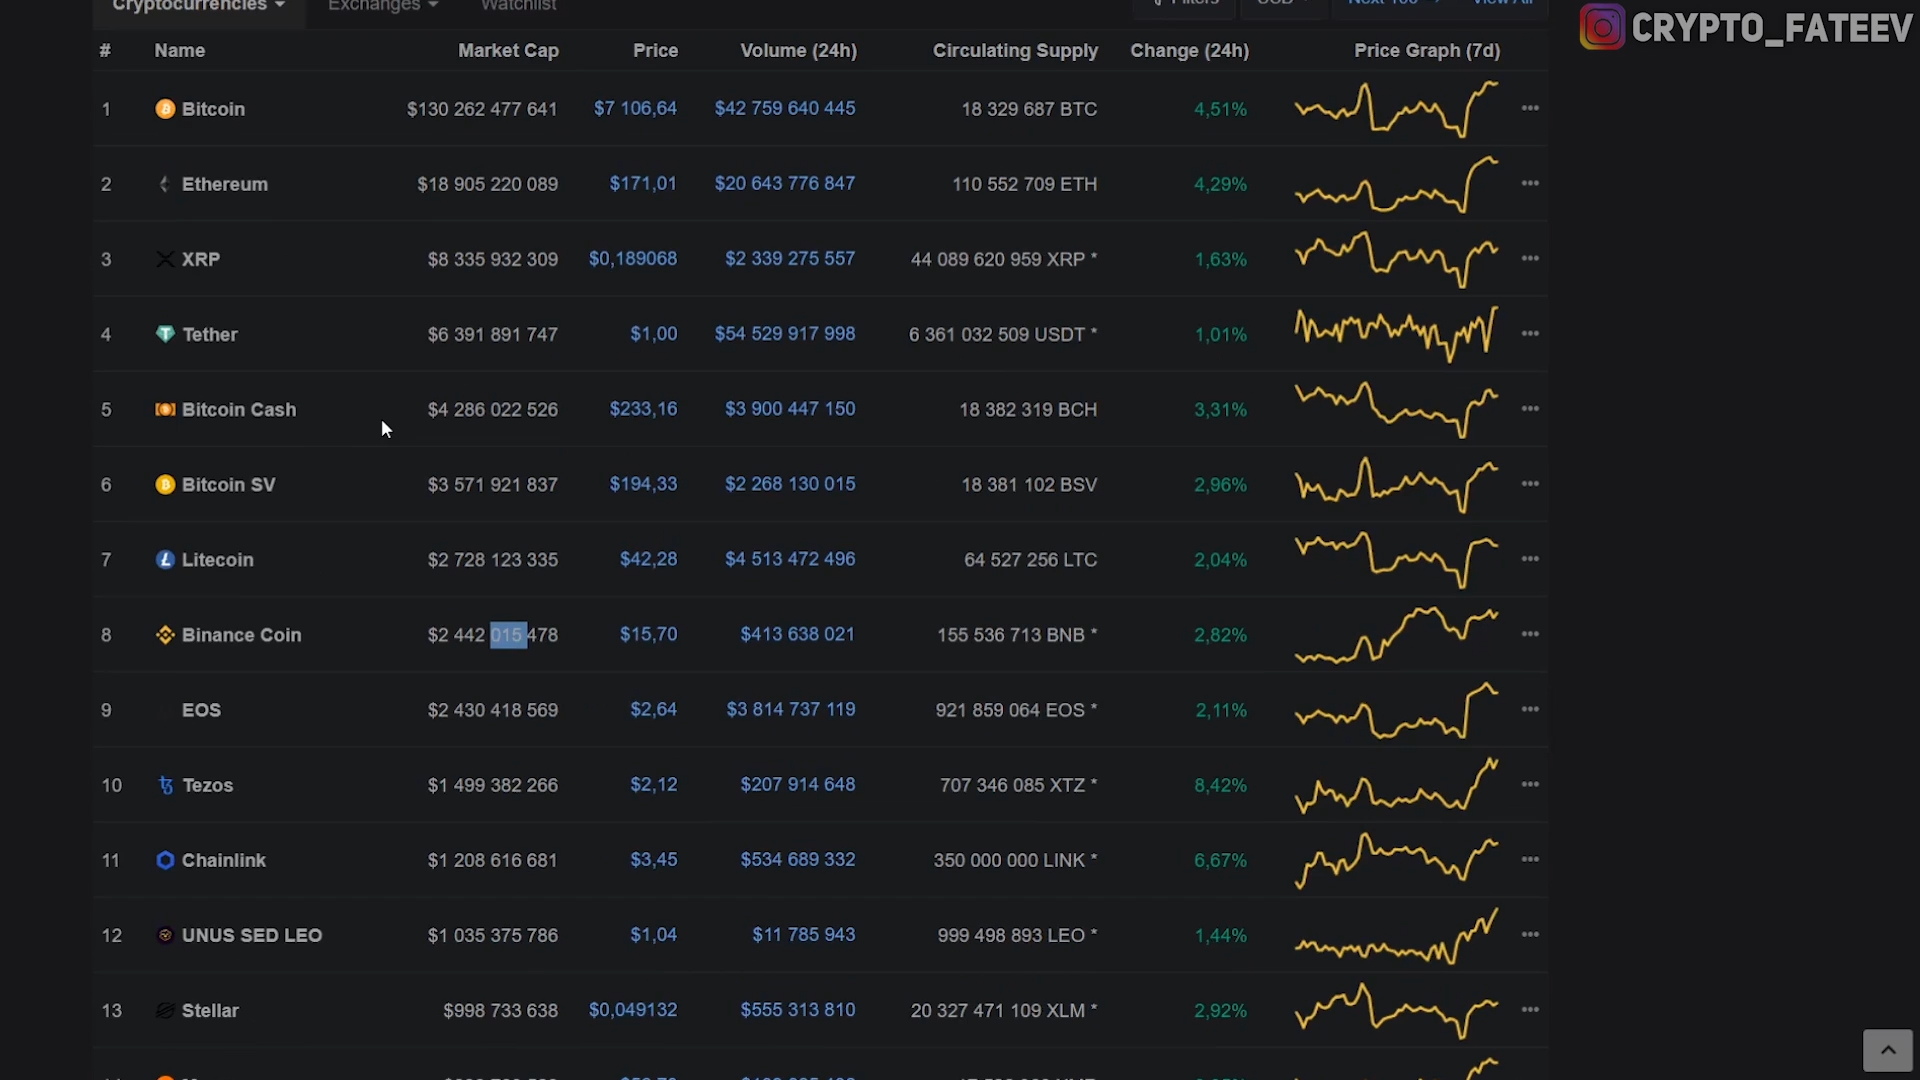 Cryptocurrencies Exchanges Watchlist Filters USD Next 100 → View All
CRYPTO_FATEEV
# Name Market Cap Price Volume (24h) Circulating Supply Change (24h) Price Graph (7d)
1 Bitcoin $130 262 477 641 $7 106,64 $42 759 640 445 18 329 687 BTC 4,51%
2 Ethereum $18 905 220 089 $171,01 $20 643 776 847 110 552 709 ETH 4,29%
3 XRP $8 335 932 309 $0,189068 $2 339 275 557 44 089 620 959 XRP * 1,63%
4 Tether $6 391 891 747 $1,00 $54 529 917 998 6 361 032 509 USDT * 1,01%
5 Bitcoin Cash $4 286 022 526 $233,16 $3 900 447 150 18 382 319 BCH 3,31%
6 Bitcoin SV $3 571 921 837 $194,33 $2 268 130 015 18 381 102 BSV 2,96%
7 Litecoin $2 728 123 335 $42,28 $4 513 472 496 64 527 256 LTC 2,04%
8 Binance Coin $2 442 015 478 $15,70 $413 638 021 155 536 713 BNB * 2,82%
9 EOS $2 430 418 569 $2,64 $3 814 737 119 921 859 064 EOS * 2,11%
10 Tezos $1 499 382 266 $2,12 $207 914 648 707 346 085 XTZ * 8,42%
11 Chainlink $1 208 616 681 $3,45 $534 689 332 350 000 000 LINK * 6,67%
12 UNUS SED LEO $1 035 375 786 $1,04 $11 785 943 999 498 893 LEO * 1,44%
13 Stellar $998 733 638 $0,049132 $555 313 810 20 327 471 109 XLM * 2,92%